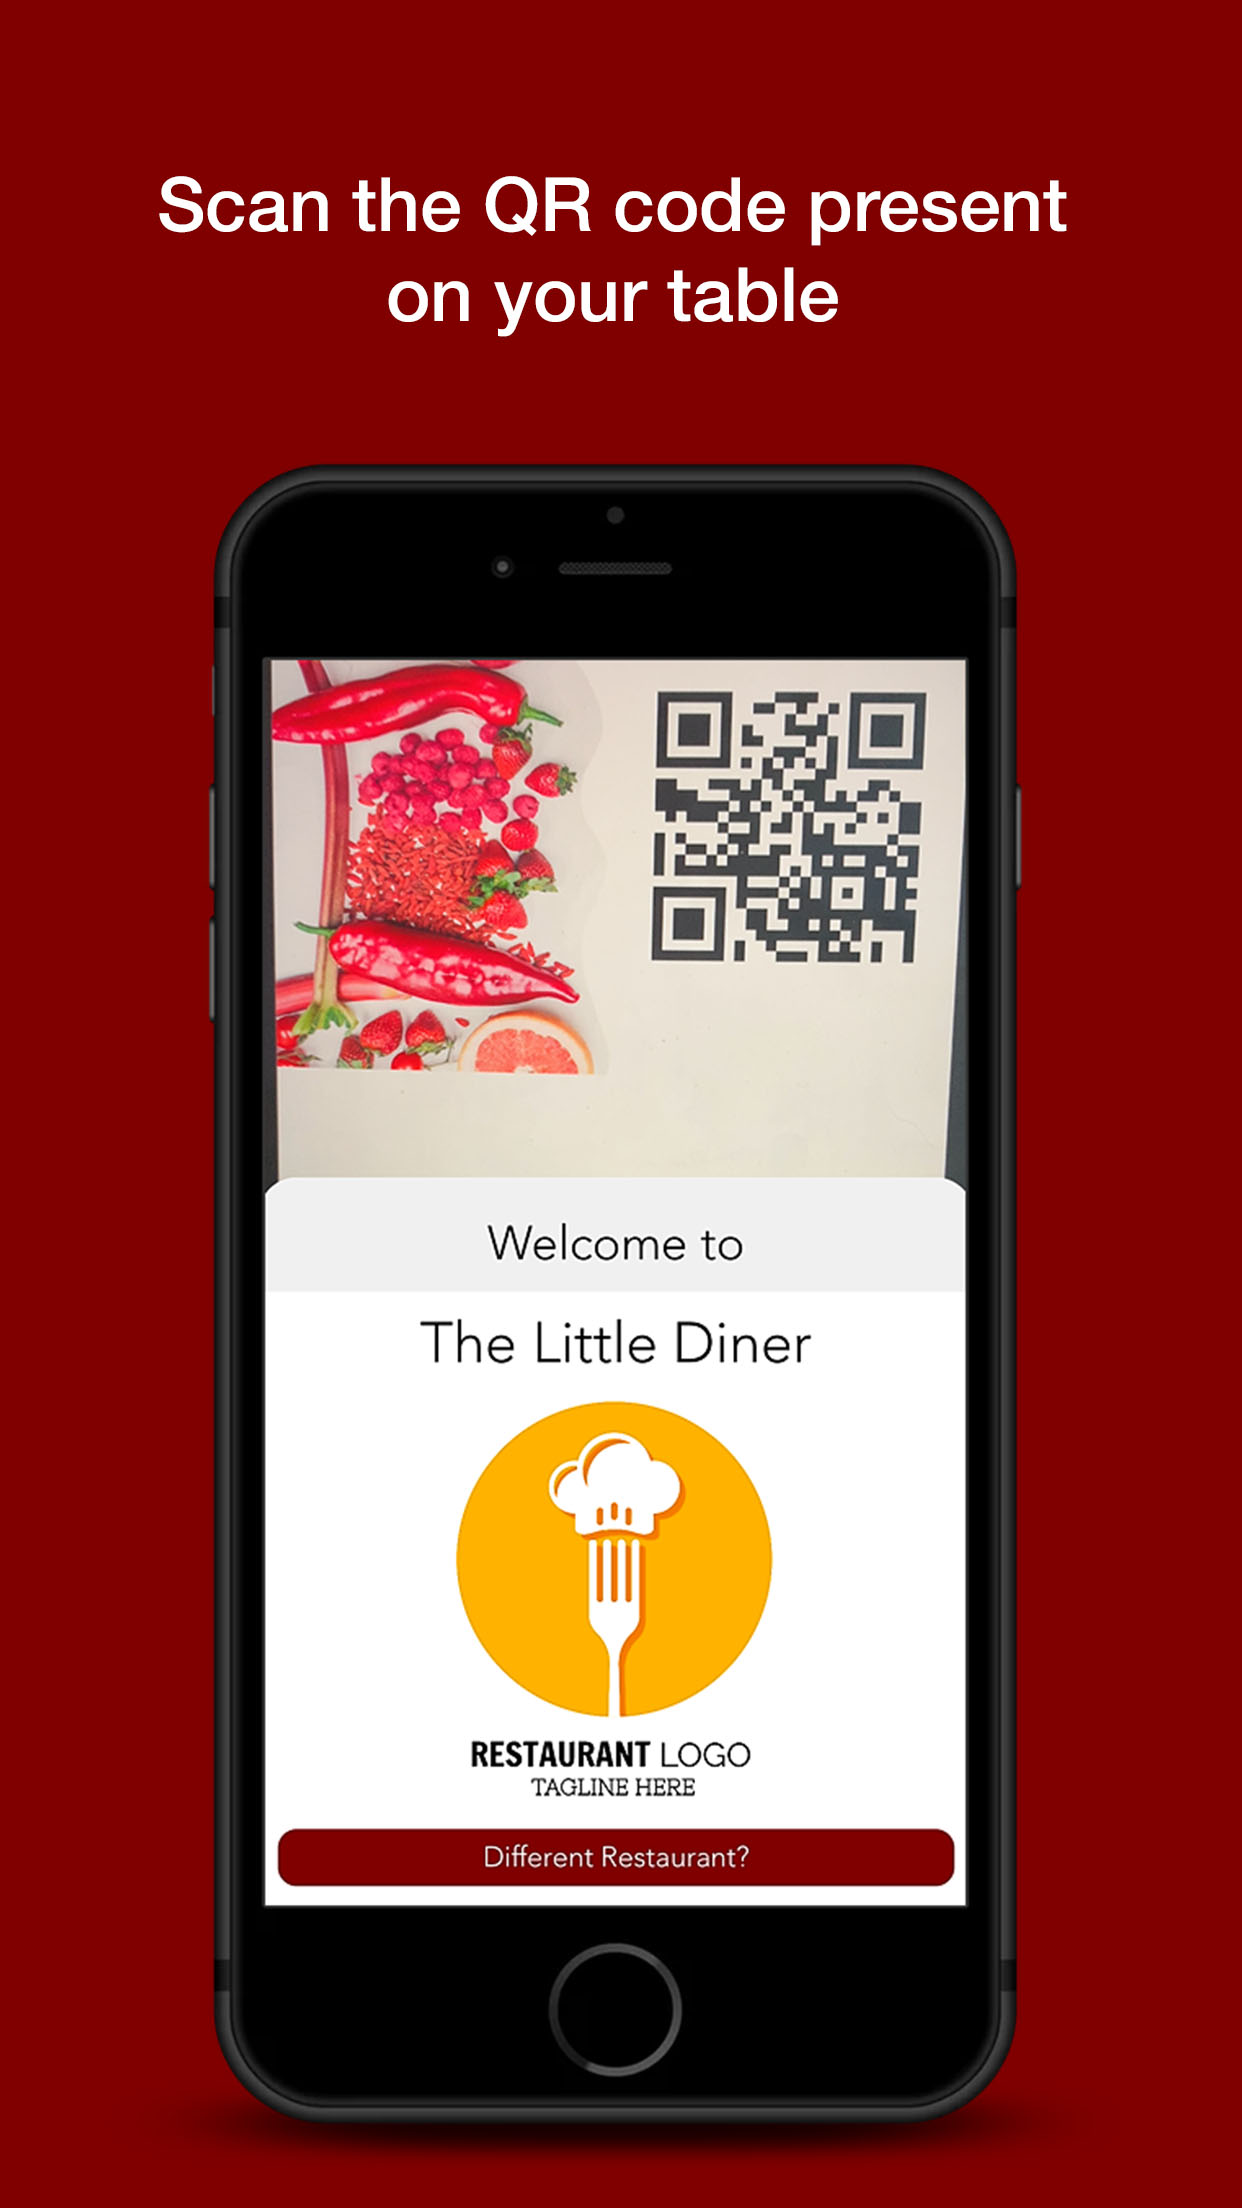 Scan the QR code present
on your table
Welcome to
The Little Diner
RESTAURANT LOGO
TAGLINE HERE
Different Restaurant?